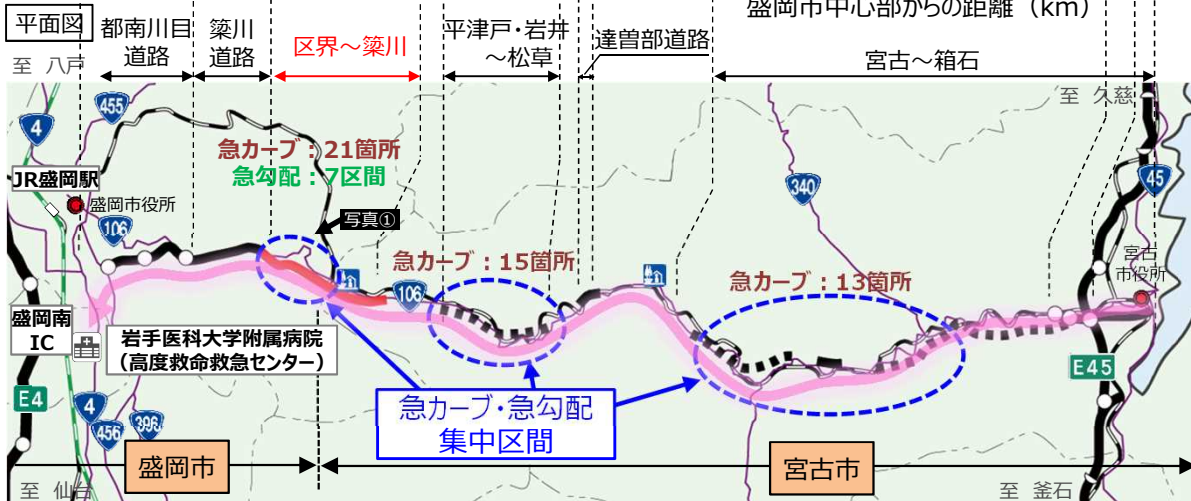 盛岡市中心部からの距離（km）
平面図
都南川目
道路
簗川
道路
区界～簗川
平津戸・岩井
～松草
達曽部道路
宮古～箱石
至 八戸
至 久慈
455
4
急カーブ：21箇所
急勾配：7区間
JR盛岡駅
盛岡市役所
340
45
106
写真①
急カーブ：15箇所
急カーブ：13箇所
宮古
市役所
106
盛岡南
IC
岩手医科大学附属病院
（高度救命救急センター）
E4
4
456
396
E45
急カーブ・急勾配
集中区間
盛岡市
宮古市
至 仙台
至 釜石